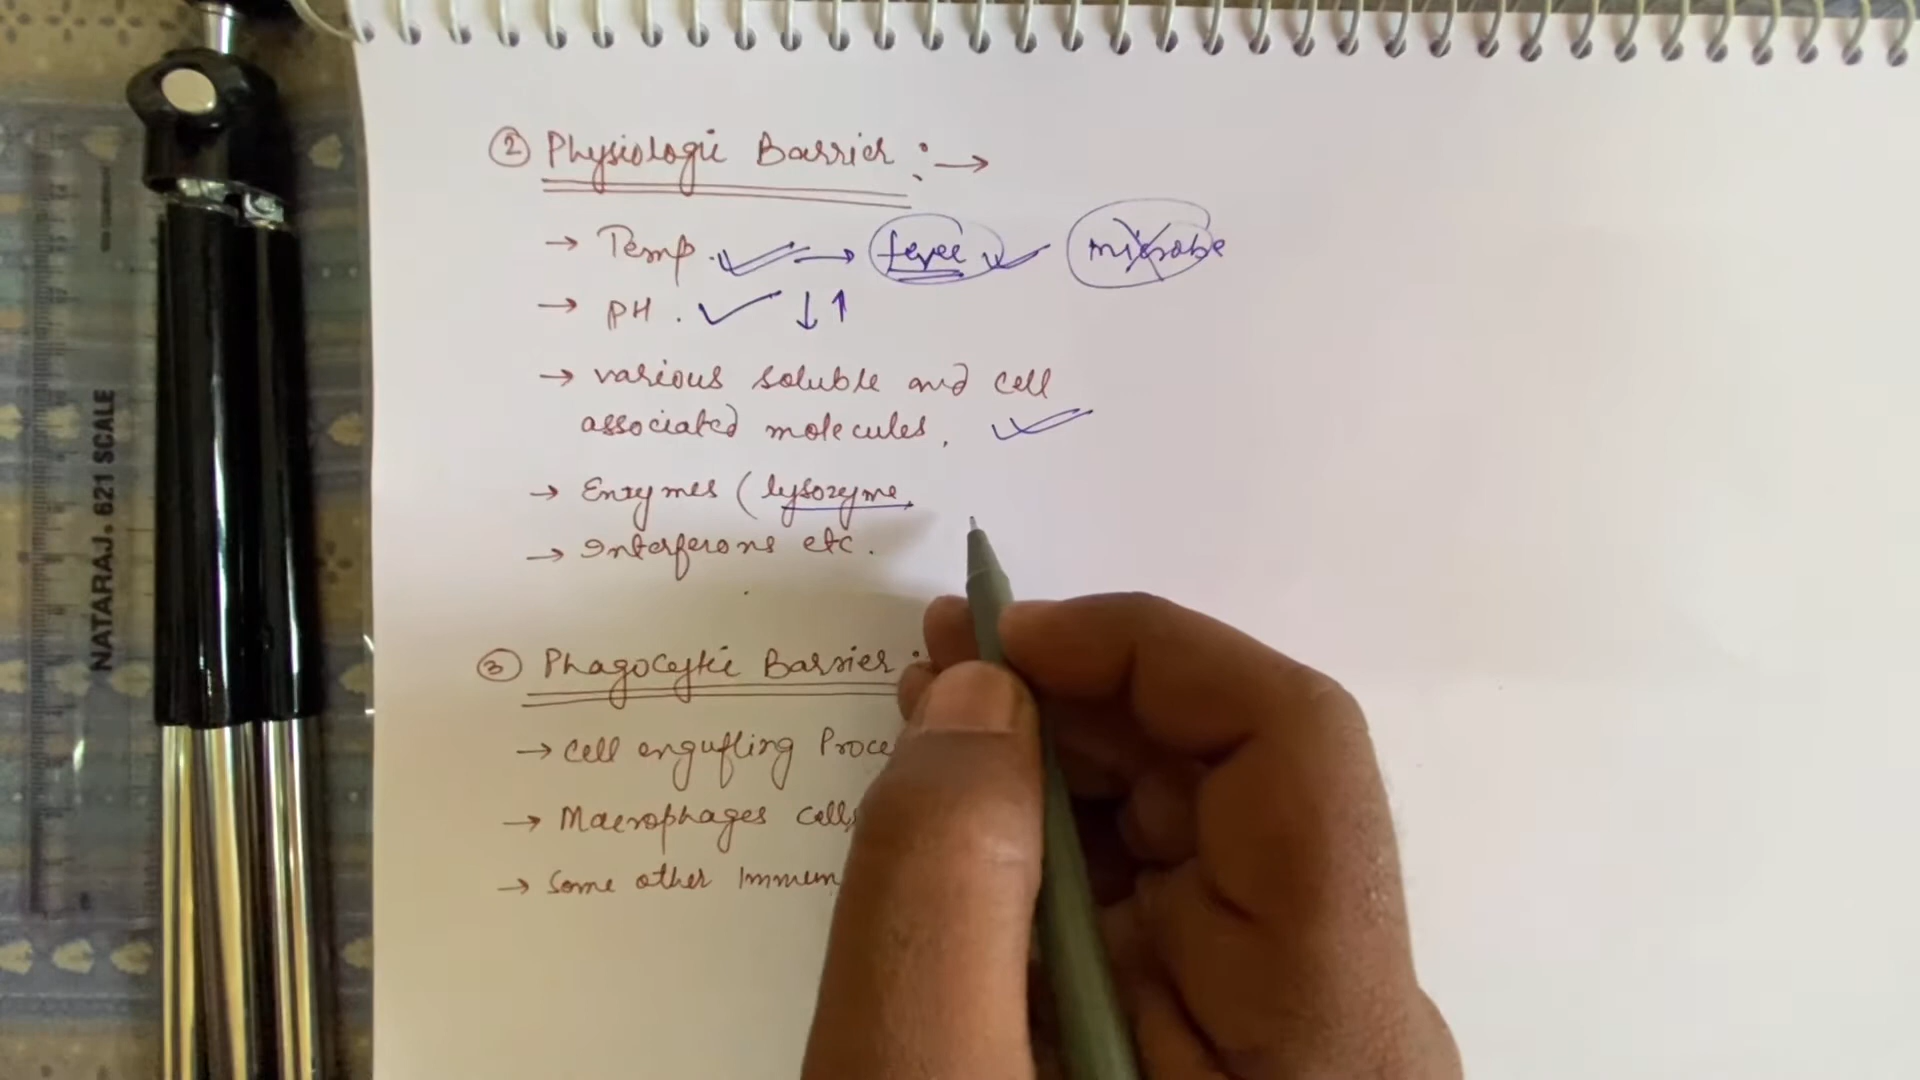 ② Physiologic Barrier :→
→ Temp. → fever microbe
→ PH . ↓↑
→ various soluble and cell
associated molecules.
→ Enzymes (lysozyme
→ Interferons etc.
③ Phagocytic Barrier :
→ cell engufling Proce
→ Macrophages cells
→ Some other Immun
NATARAJ. 621 SCALE